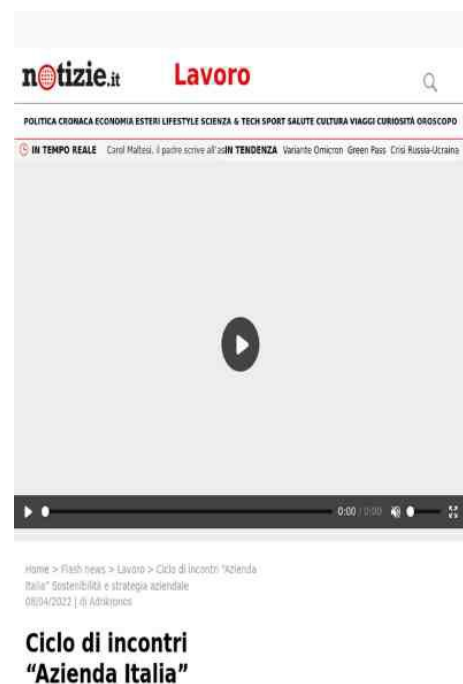 notizie.it
Lavoro
POLITICA CRONACA ECONOMIA ESTERI LIFESTYLE SCIENZA & TECH SPORT SALUTE CULTURA VIAGGI CURIOSITÀ OROSCOPO
IN TEMPO REALE Carol Maltesi, il padre scrive all'as IN TENDENZA Variante Omicron Green Pass Crisi Russia-Ucraina
0:00 / 0:00
Home > Flash news > Lavoro > Ciclo di incontri "Azienda
Italia" Sostenibilità e strategia aziendale
08/04/2022 | di Adnkronos
Ciclo di incontri
“Azienda Italia”